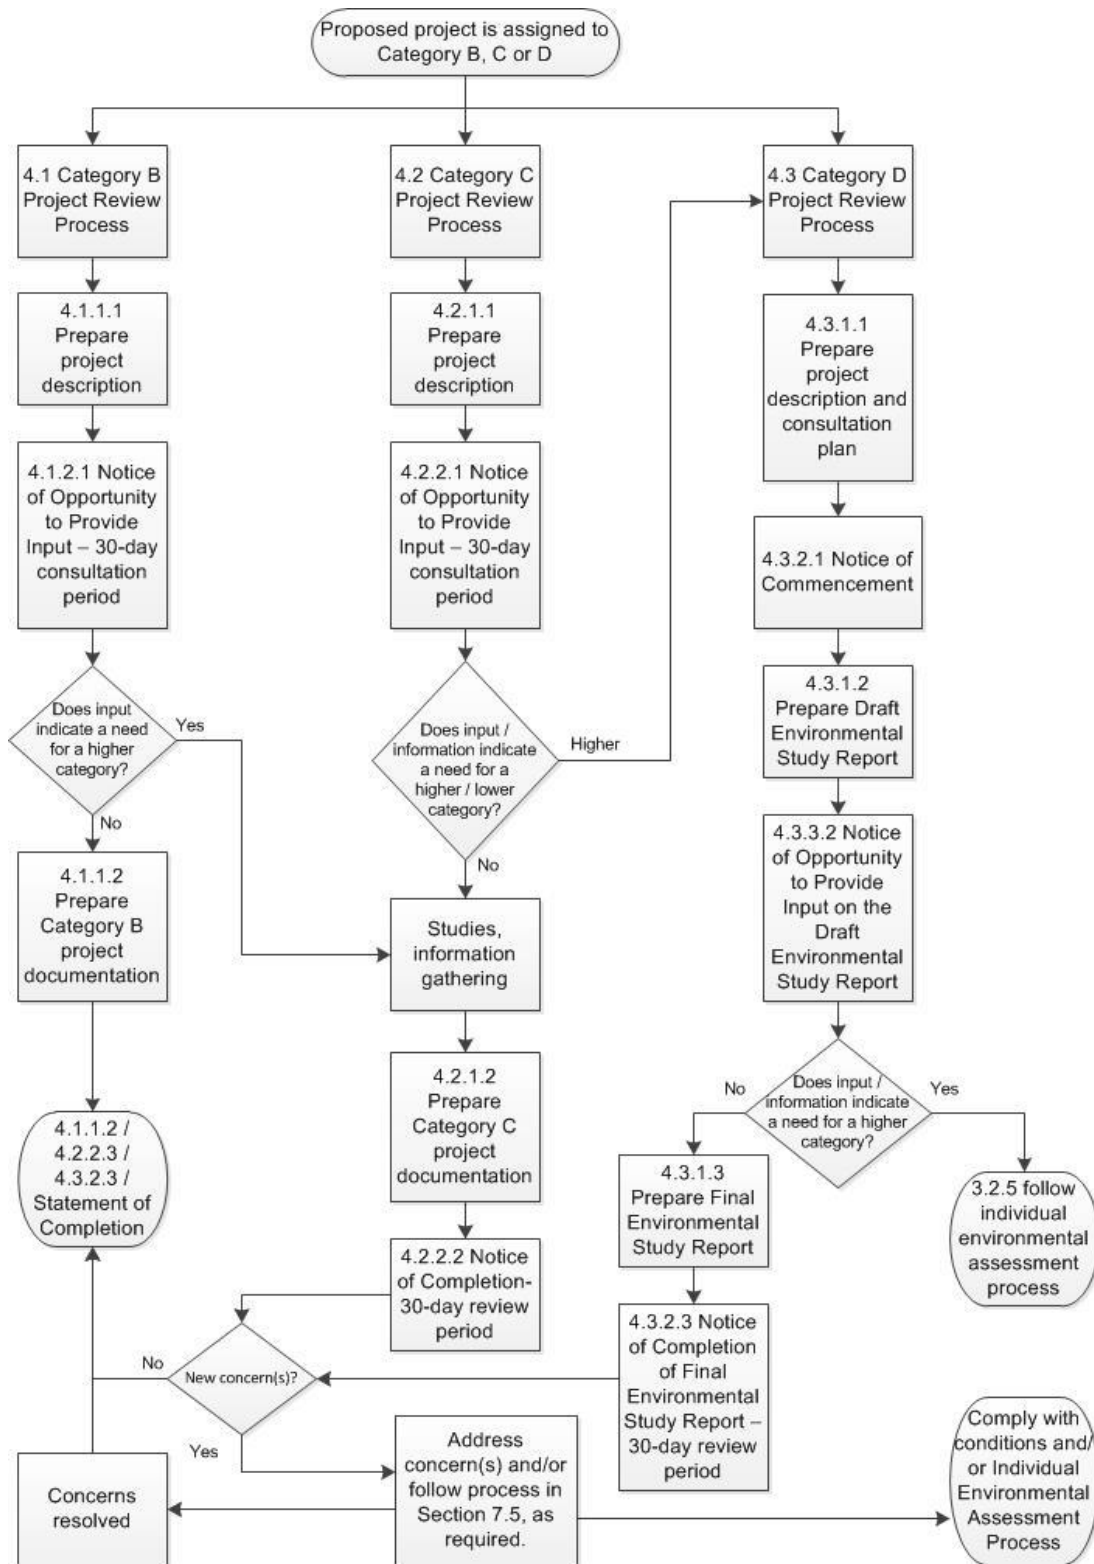 Proposed project is assigned to
Category B, C or D
4.1 Category B
Project Review
Process
4.2 Category C
Project Review
Process
4.3 Category D
Project Review
Process
4.1.1.1
Prepare
project
description
4.2.1.1
Prepare
project
description
4.3.1.1
Prepare
project
description and
consultation
plan
4.1.2.1 Notice
of Opportunity
to Provide
Input – 30-day
consultation
period
4.2.2.1 Notice
of Opportunity
to Provide
Input – 30-day
consultation
period
4.3.2.1 Notice of
Commencement
Does input
indicate a need
for a higher
category?
Yes
No
Does input /
information indicate
a need for a
higher / lower
category?
Higher
No
4.3.1.2
Prepare Draft
Environmental
Study Report
4.3.3.2 Notice
of Opportunity
to Provide
Input on the
Draft
Environmental
Study Report
4.1.1.2
Prepare
Category B
project
documentation
Studies,
information
gathering
4.2.1.2
Prepare
Category C
project
documentation
No
Does input /
information indicate
a need for a higher
category?
Yes
4.1.1.2 /
4.2.2.3 /
4.3.2.3 /
Statement of
Completion
4.3.1.3
Prepare Final
Environmental
Study Report
3.2.5 follow
individual
environmental
assessment
process
4.2.2.2 Notice
of Completion-
30-day review
period
4.3.2.3 Notice
of Completion
of Final
Environmental
Study Report –
30-day review
period
No
New concern(s)?
Yes
Concerns
resolved
Address
concern(s) and/or
follow process in
Section 7.5, as
required.
Comply with
conditions and/
or Individual
Environmental
Assessment
Process